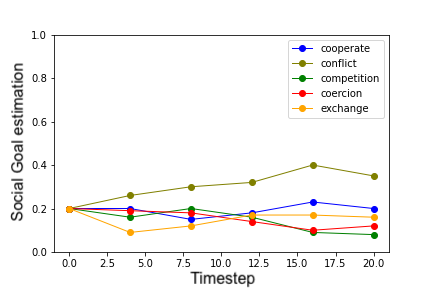 1.0
0.8
0.6
0.4
0.2
0.0
Social Goal estimation
cooperate
conflict
competition
coercion
exchange
0.0 2.5 5.0 7.5 10.0 12.5 15.0 17.5 20.0
Timestep